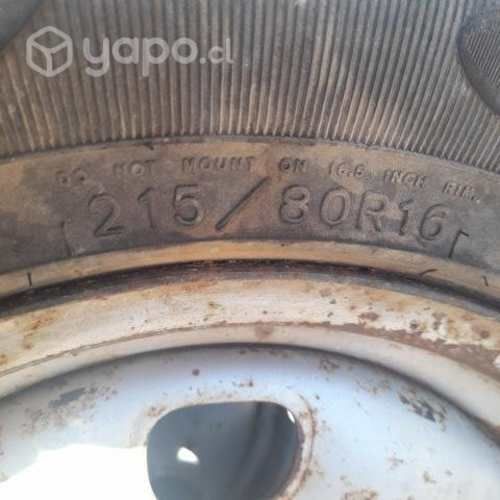 yapo.cl
DO NOT MOUNT ON 16.5 INCH RIM.
215/80R16